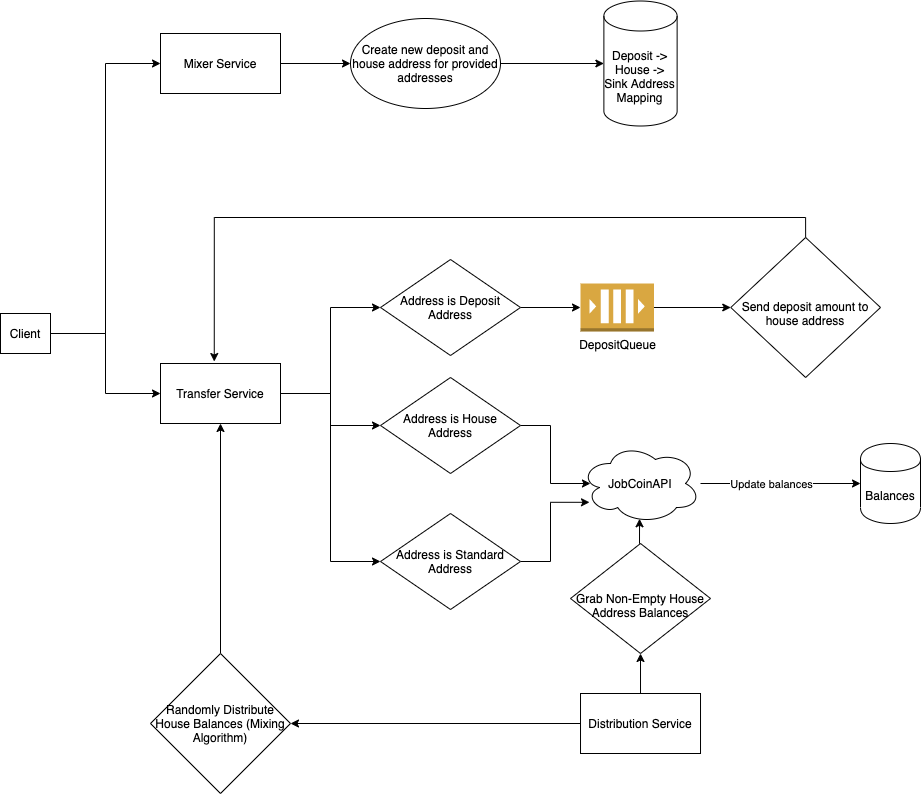 Mixer Service
Create new deposit and
house address for provided
addresses
Deposit ->
House ->
Sink Address
Mapping
Client
Transfer Service
Address is Deposit
Address
DepositQueue
Send deposit amount to
house address
Address is House
Address
JobCoinAPI
Update balances
Balances
Address is Standard
Address
Grab Non-Empty House
Address Balances
Randomly Distribute
House Balances (Mixing
Algorithm)
Distribution Service